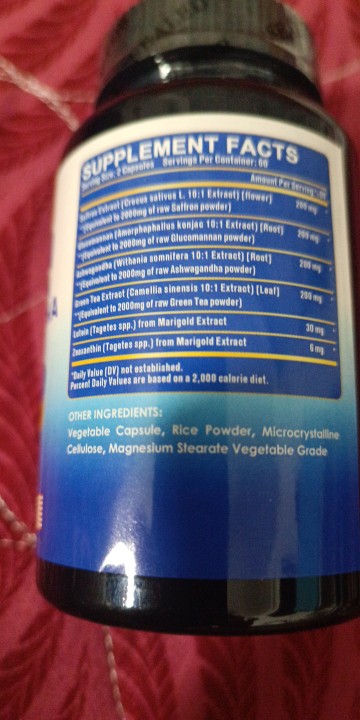 SUPPLEMENT FACTS
Serving Size: 2 Capsules Servings Per Container: 60
Amount Per Serving
Saffron Extract (Crocus sativus L. 10:1 Extract) (flower) 200 mg
*(Equivalent to 2000mg of raw Saffron powder)
Glucomannan (Amorphophallus konjac 10:1 Extract) [Root] 200 mg
*(Equivalent to 2000mg of raw Glucomannan powder)
Ashwagandha (Withania somnifera 10:1 Extract) [Root] 200 mg
*(Equivalent to 2000mg of raw Ashwagandha powder)
Green Tea Extract (Camellia sinensis 10:1 Extract) [Leaf] 200 mg
*(Equivalent to 2000mg of raw Green Tea powder)
Lutein (Tagetes spp.) from Marigold Extract 30 mg
Zeaxanthin (Tagetes spp.) from Marigold Extract 6 mg
*Daily Value (DV) not established.
Percent Daily Values are based on a 2,000 calorie diet.
OTHER INGREDIENTS:
Vegetable Capsule, Rice Powder, Microcrystalline
Cellulose, Magnesium Stearate Vegetable Grade